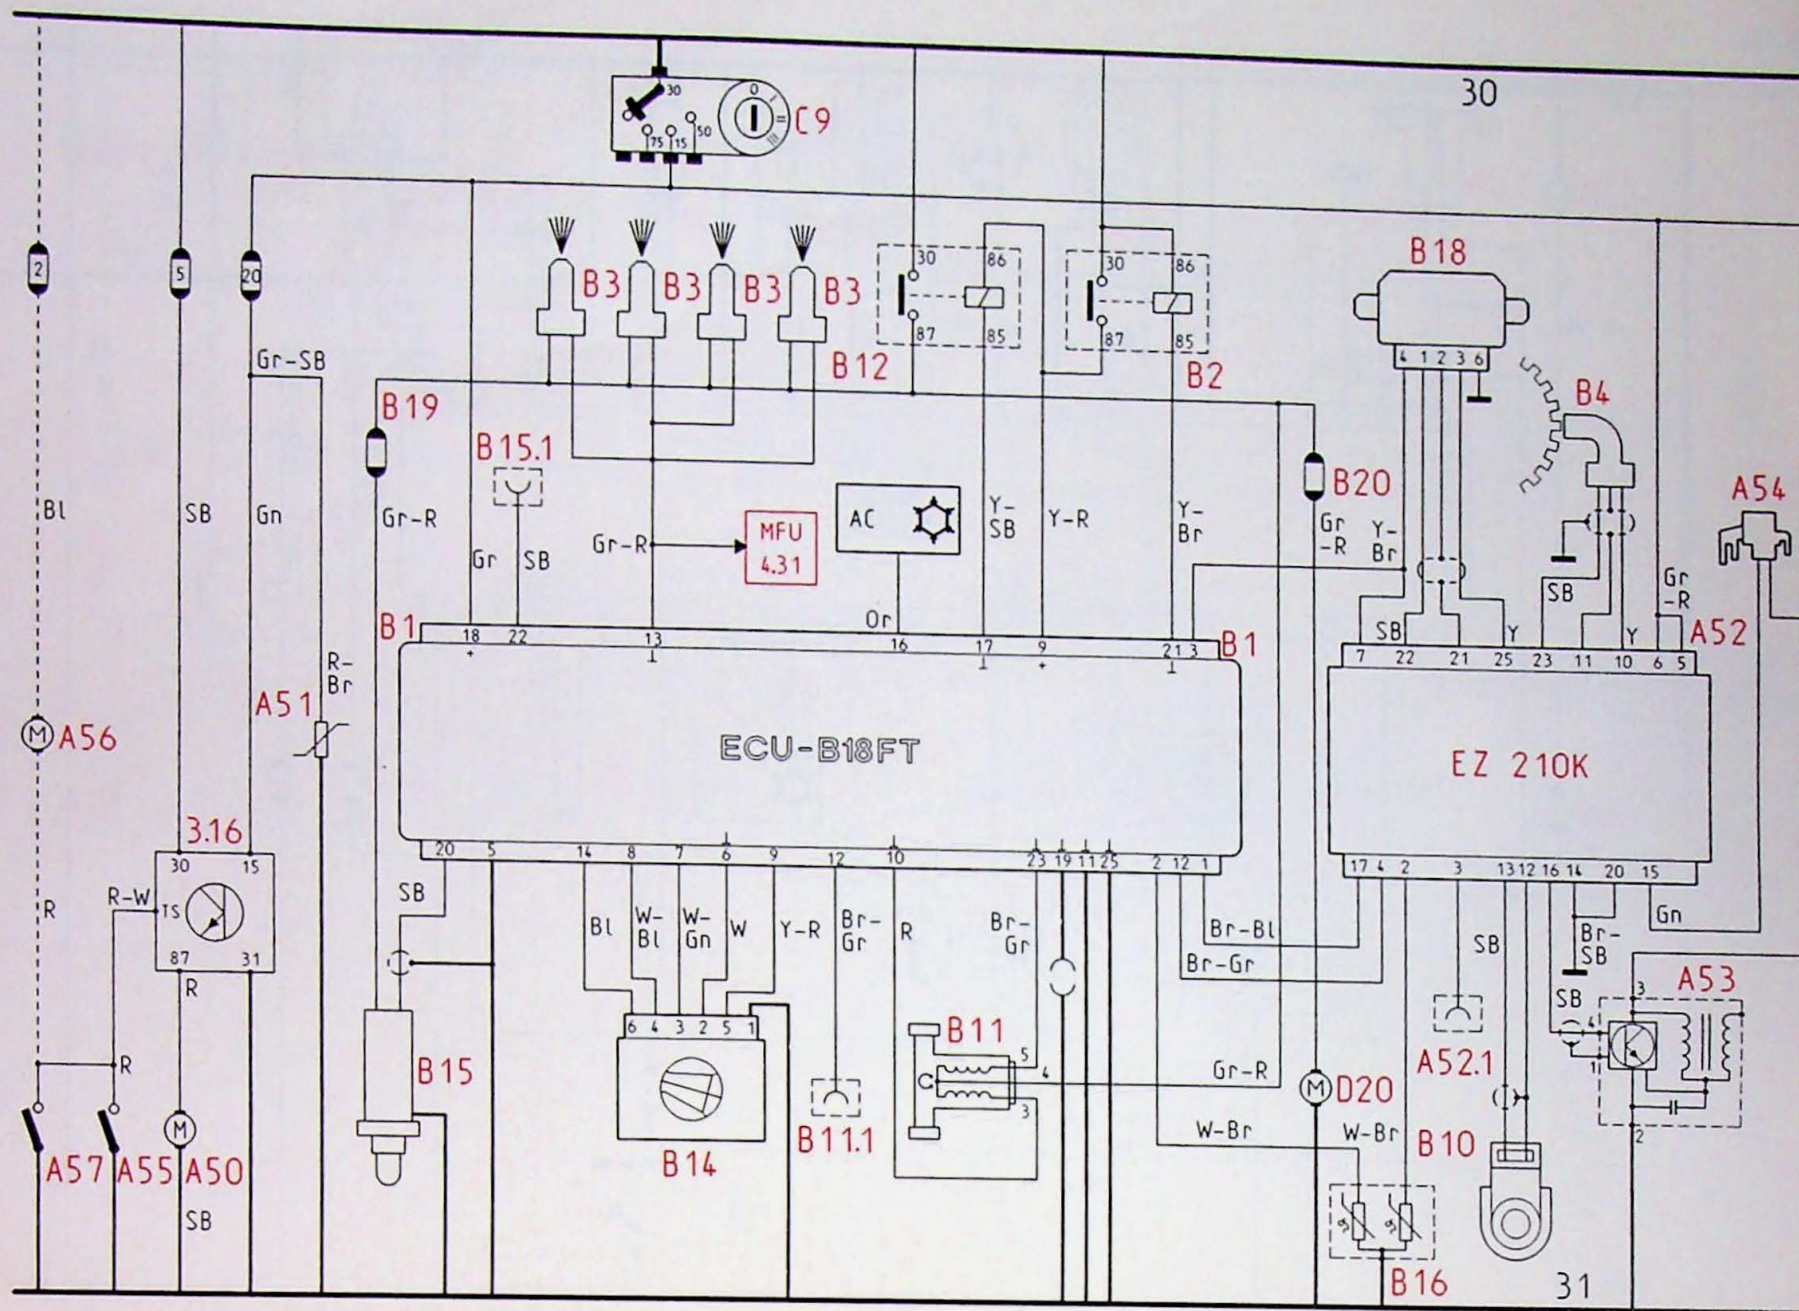 30
30
0 I II III
C9
75 15 50
2
5
20
B3 B3 B3 B3
30 86
87 85
B12
30 86
87 85
B2
B18
4 1 2 3 6
B4
Gr-SB
B19
B15.1
B20
A54
Bl
SB
Gn
Gr-R
Gr
SB
Gr-R
MFU
4.31
AC
Y-
SB
Y-R
Y-
Br
Gr
-R
Y-
Br
SB
Gr
-R
Or
B1
18 22 13 16 17 9 21 3
+ ⊥ ⊥ + ⊥
B1
SB
Y
Y
A52
7 22 21 25 23 11 10 6 5
R-
Br
A51
M
A56
ECU-B18FT
EZ 210K
3.16
30 15
TS
87 31
R-W
R
R
20 5 14 8 7 6 9 12 10 23 19 11 25 2 12 1
17 4 2 3 13 12 16 14 20 15
SB
Bl
W-
Bl
W-
Gn
W
Y-R
Br-
Gr
R
Br-
Gr
Br-Bl
Br-Gr
SB
Br-
SB
Gn
SB
A53
3
4
1
2
6 4 3 2 5 1
B11
5
4
3
Gr-R
M
D20
A52.1
R
B15
B14
B11.1
W-Br
W-Br
B10
M
A57 A55 A50
SB
B16
31